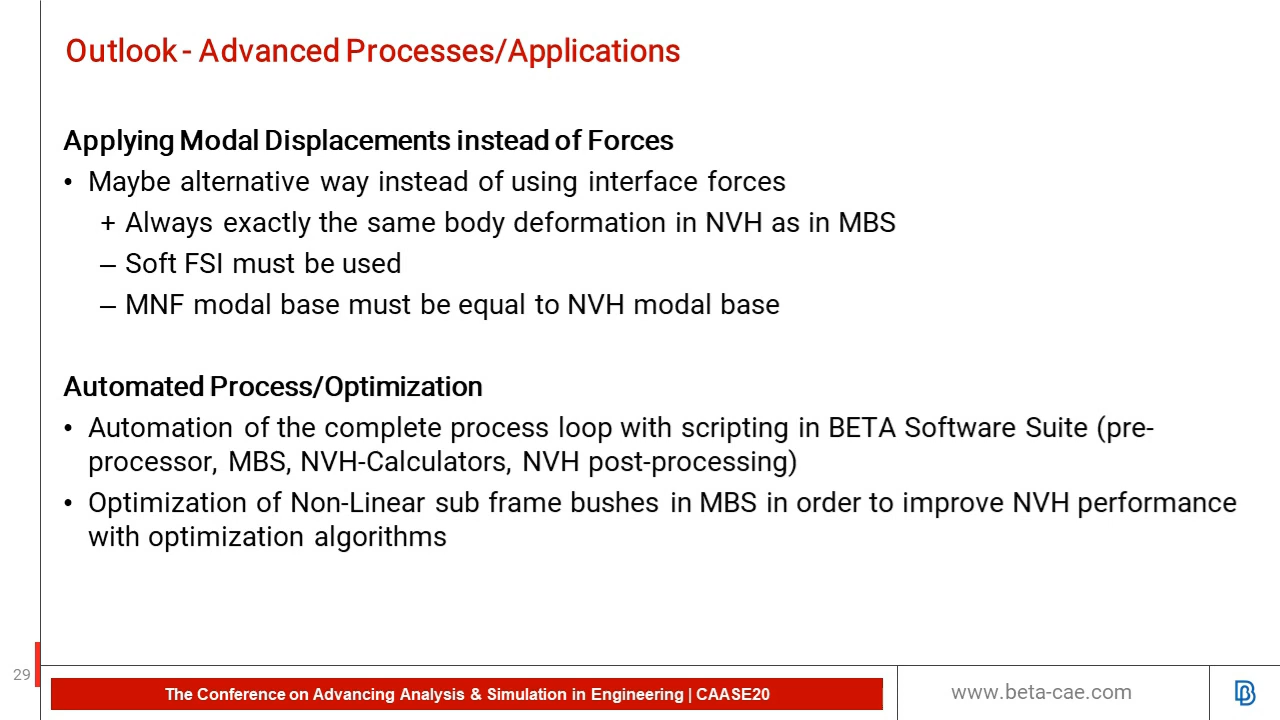 Outlook - Advanced Processes/Applications
Applying Modal Displacements instead of Forces
• Maybe alternative way instead of using interface forces
+ Always exactly the same body deformation in NVH as in MBS
– Soft FSI must be used
– MNF modal base must be equal to NVH modal base
Automated Process/Optimization
• Automation of the complete process loop with scripting in BETA Software Suite (pre-
processor, MBS, NVH-Calculators, NVH post-processing)
• Optimization of Non-Linear sub frame bushes in MBS in order to improve NVH performance
with optimization algorithms
29
The Conference on Advancing Analysis & Simulation in Engineering | CAASE20
www.beta-cae.com